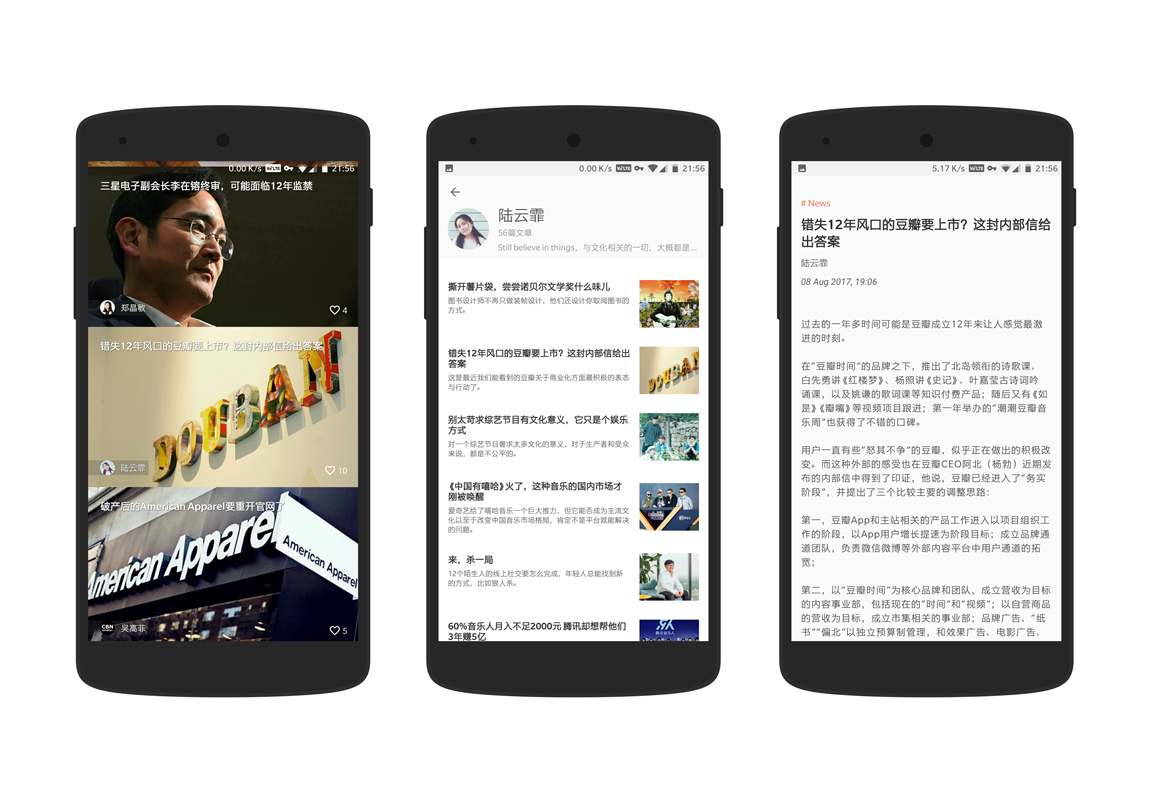 0.00 K/s VoLTE 21:56
三星电子副会长李在镕终审，可能面临12年监禁
郑晶敏
4
错失12年风口的豆瓣要上市？这封内部信给出答案
DOUBAN
陆云霏
10
破产后的American Apparel要重开官网了
American Apparel
American Apparel
CBN
吴高菲
5
0.00 K/s VoLTE 21:56
陆云霏
56篇文章
Still believe in things，与文化相关的一切，大概都是...
撕开薯片袋，尝尝诺贝尔文学奖什么味儿
图书设计师不再只做装帧设计，他们还设计你取阅图书的
方式。
错失12年风口的豆瓣要上市？这封内部信给出
答案
这是最近我们能看到的豆瓣关于商业化方面最积极的表态
与行动了。
DOUBAN
别太苛求综艺节目有文化意义，它只是个娱乐
方式
对一个综艺节目奢求太多文化的意义，对于生产者和受众
来说，都是不公平的。
《中国有嘻哈》火了，这种音乐的国内市场才
刚被唤醒
爱奇艺给了嘻哈音乐一个巨大推力，但它能否成为主流文
化以至于改变中国音乐市场格局，肯定不是平台就能解决
的问题。
来，杀一局
12个陌生人的线上社交要怎么完成，年轻人总能找到新
的方式，比如狼人杀。
60%音乐人月入不足2000元 腾讯却想帮他们
3年赚5亿
腾讯音乐人
5.17 K/s VoLTE 21:56
# News
错失12年风口的豆瓣要上市？这封内部信给
出答案
陆云霏
08 Aug 2017, 19:06
过去的一年多时间可能是豆瓣成立12年来让人感觉最激
进的时刻。
在“豆瓣时间”的品牌之下，推出了北岛领衔的诗歌课、
白先勇讲《红楼梦》、杨照讲《史记》、叶嘉莹古诗词吟
诵课，以及姚谦的歌词课等知识付费产品；随后又有《如
是》《瓣嘴》等视频项目跟进；第一年举办的“潮潮豆瓣音
乐周”也获得了不错的口碑。
用户一直有些“怒其不争”的豆瓣，似乎正在做出的积极改
变。而这种外部的感受也在豆瓣CEO阿北（杨勃）近期发
布的内部信中得到了印证，他说，豆瓣已经进入了“务实
阶段”，并提出了三个比较主要的调整思路：
第一，豆瓣App和主站相关的产品工作进入以项目组织工
作的阶段，以App用户增长提速为阶段目标；成立品牌通
道团队，负责微信微博等外部内容平台中用户通道的拓
宽；
第二，以“豆瓣时间”为核心品牌和团队，成立营收为目标
的内容事业部，包括现在的“时间”和“视频”；以自营商品
的营收为目标，成立市集相关的事业部；品牌广告、“纸
书”“偏北”以独立预算制管理，和效果广告、电影广告、